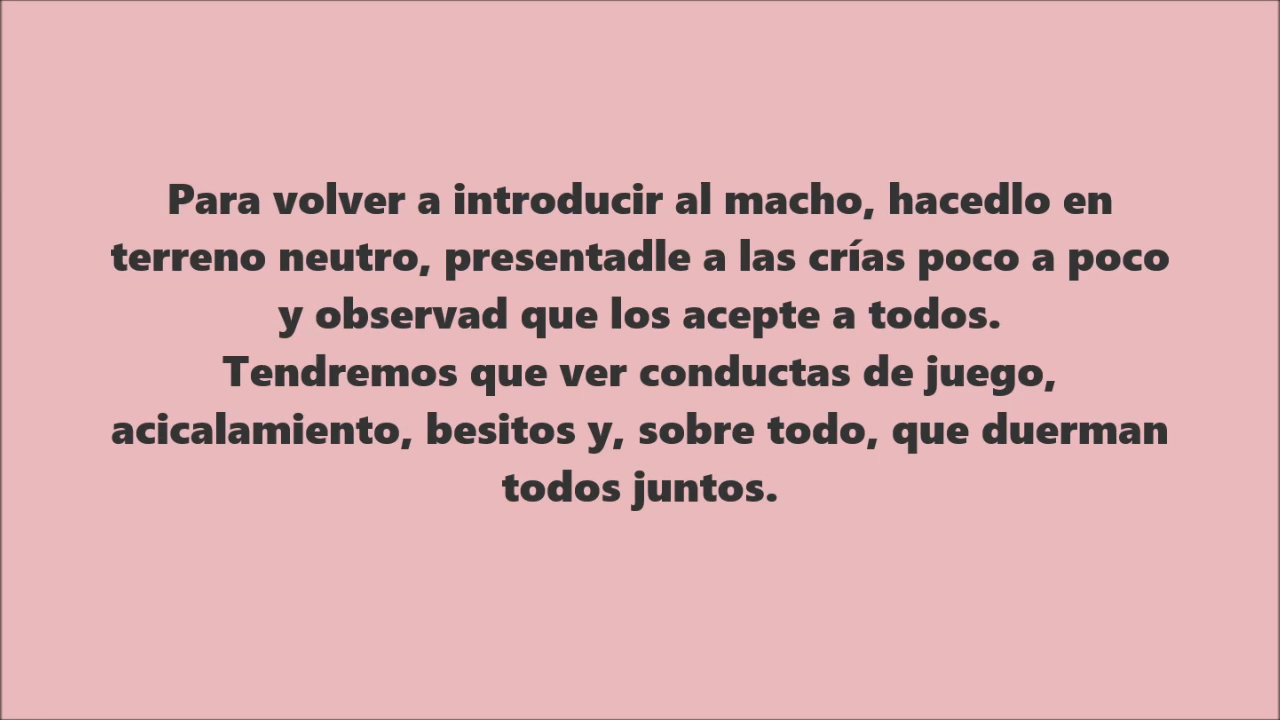 Para volver a introducir al macho, hacedlo en
terreno neutro, presentadle a las crías poco a poco
y observad que los acepte a todos.
Tendremos que ver conductas de juego,
acicalamiento, besitos y, sobre todo, que duerman
todos juntos.